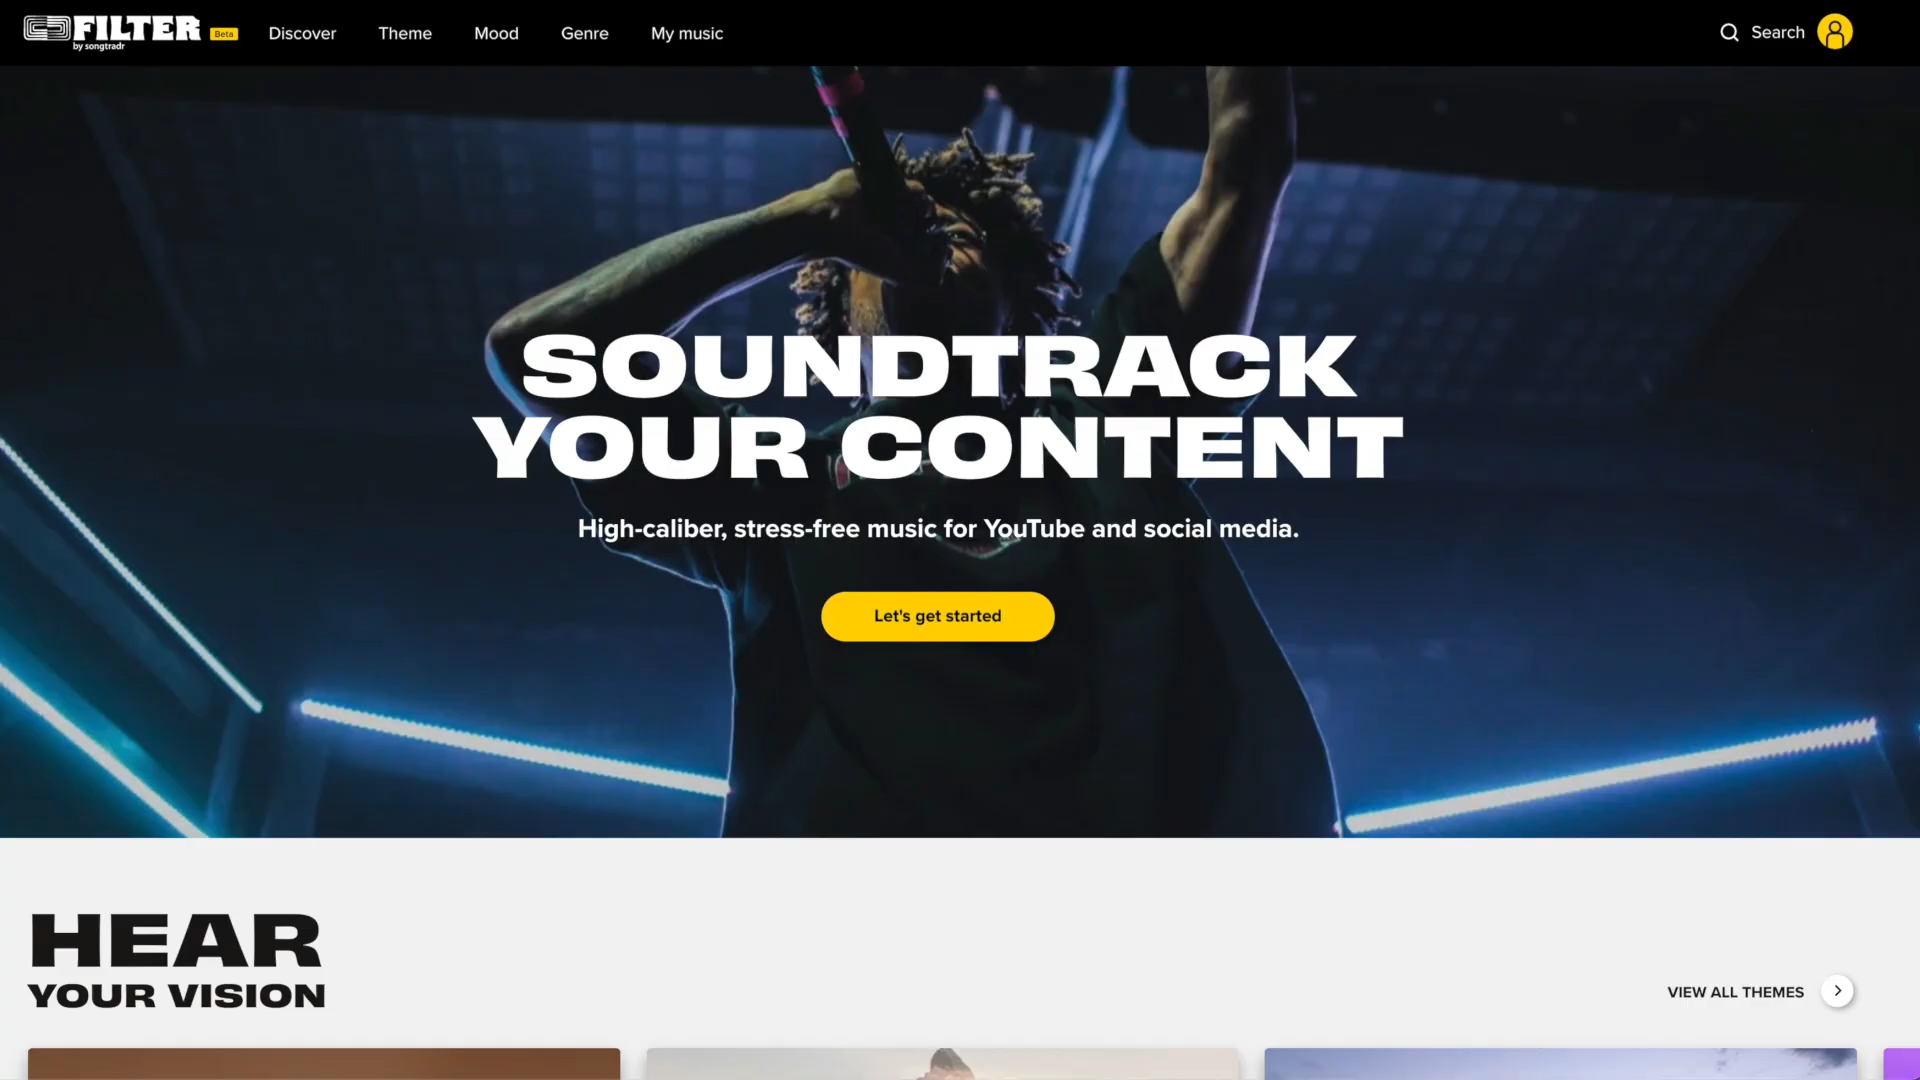 FILTER
by songtradr
Beta
Discover
Theme
Mood
Genre
My music
Search
SOUNDTRACK
YOUR CONTENT
High-caliber, stress-free music for YouTube and social media.
Let's get started
HEAR
YOUR VISION
VIEW ALL THEMES